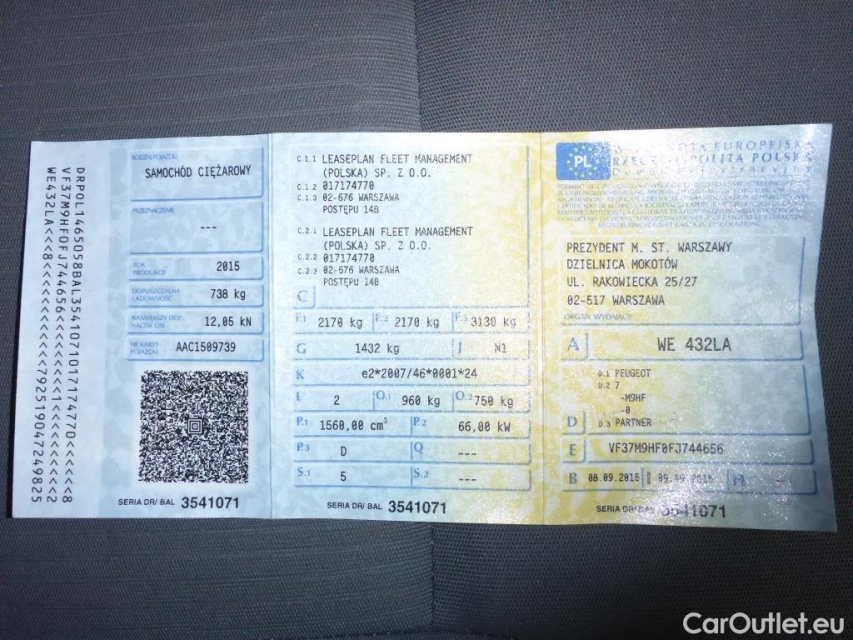 DRPOL1465058BAL3541071017174770<<<8
VF37M9HF0FJ744656<<<<<<<<1<<<<<<<2
WE432LA<<8<<<<<<<<<<792519047249825
RODZAJ POJAZDU
SAMOCHÓD CIĘŻAROWY
PRZEZNACZENIE
---
ROK PRODUKCJI
2015
DOPUSZCZALNA ŁADOWNOŚĆ
738 kg
NAJWIĘKSZY DOP. NACISK OSI
12,05 kN
NR KARTY POJAZDU
AAC1509739
SERIA DR/ BAL 3541071
C.1.1 LEASEPLAN FLEET MANAGEMENT
(POLSKA) SP. Z O.O.
C.1.2 017174770
C.1.3 02-676 WARSZAWA
POSTĘPU 14B
C.2.1 LEASEPLAN FLEET MANAGEMENT
(POLSKA) SP. Z O.O.
C.2.2 017174770
C.2.3 02-676 WARSZAWA
POSTĘPU 14B
C
F.1 2170 kg F.2 2170 kg F.3 3130 kg
G 1432 kg J N1
K e2*2007/46*0001*24
L 2 O.1 960 kg O.2 750 kg
P.1 1560,00 cm³ P.2 66,00 kW
P.3 D Q ---
S.1 5 S.2 ---
SERIA DR/ BAL 3541071
PL
RZECZPOSPOLITA POLSKA
PREZYDENT M. ST. WARSZAWY
DZIELNICA MOKOTÓW
UL. RAKOWIECKA 25/27
02-517 WARSZAWA
ORGAN WYDAJĄCY
A WE 432LA
D.1 PEUGEOT
D.2 7
-M9HF
-0
D D.3 PARTNER
E VF37M9HF0FJ744656
B 08.09.2015 I 09.09.2015 H ---
SERIA DR/BAL 3541071
CarOutlet.eu